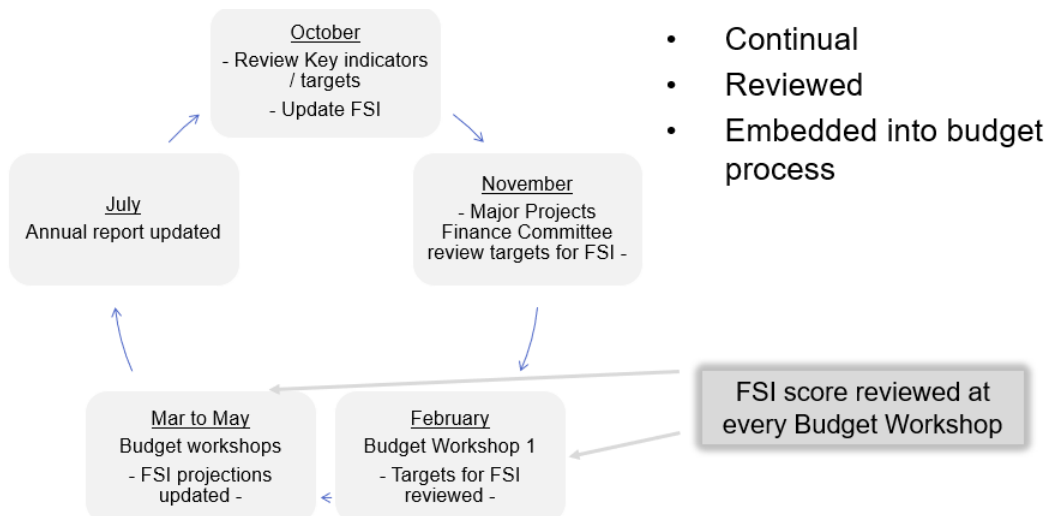 October
- Review Key indicators
/ targets
- Update FSI
• Continual
• Reviewed
• Embedded into budget
process
November
- Major Projects
Finance Committee
review targets for FSI -
July
Annual report updated
Mar to May
Budget workshops
- FSI projections
updated -
February
Budget Workshop 1
- Targets for FSI
reviewed -
FSI score reviewed at
every Budget Workshop